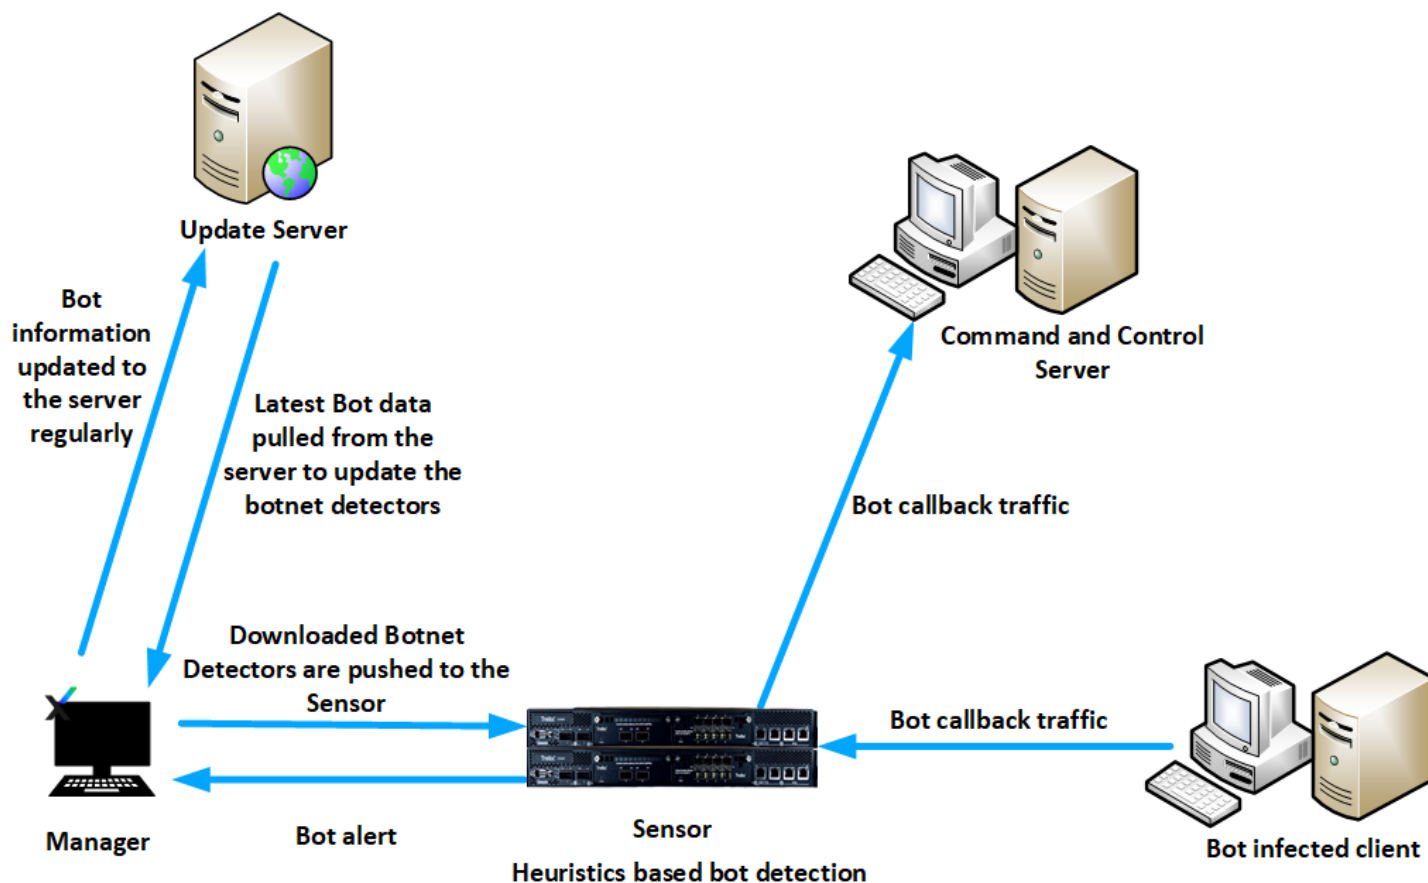 Update Server
Bot
information
updated to
the server
regularly
Latest Bot data
pulled from the
server to update the
botnet detectors
Command and Control
Server
Bot callback traffic
Downloaded Botnet
Detectors are pushed to the
Sensor
Bot callback traffic
Manager
Bot alert
Sensor
Heuristics based bot detection
Bot infected client